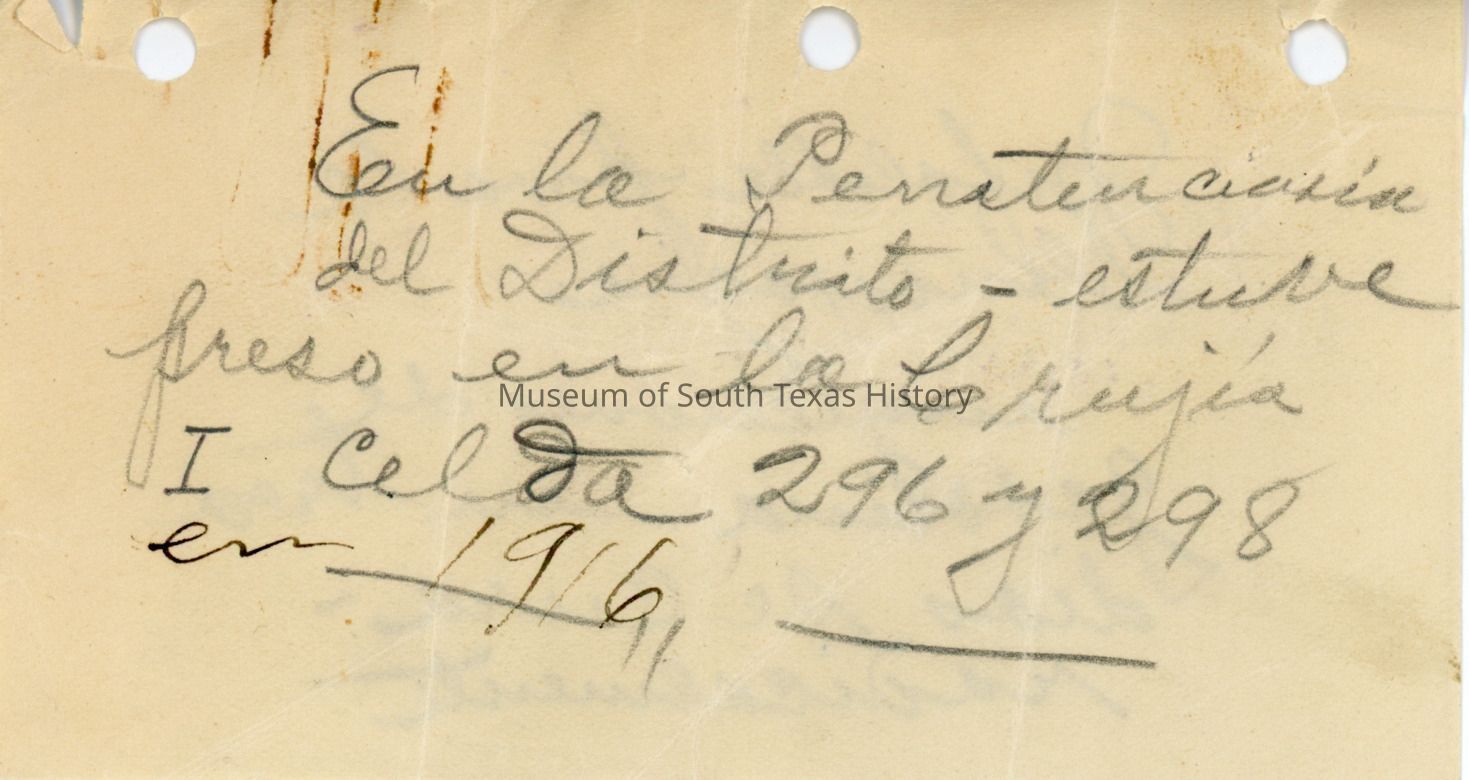 En la Penitenciaría
del Distrito - estuve
preso en la Crujía
Museum of South Texas History
I Celda 296 y 298
en 1916